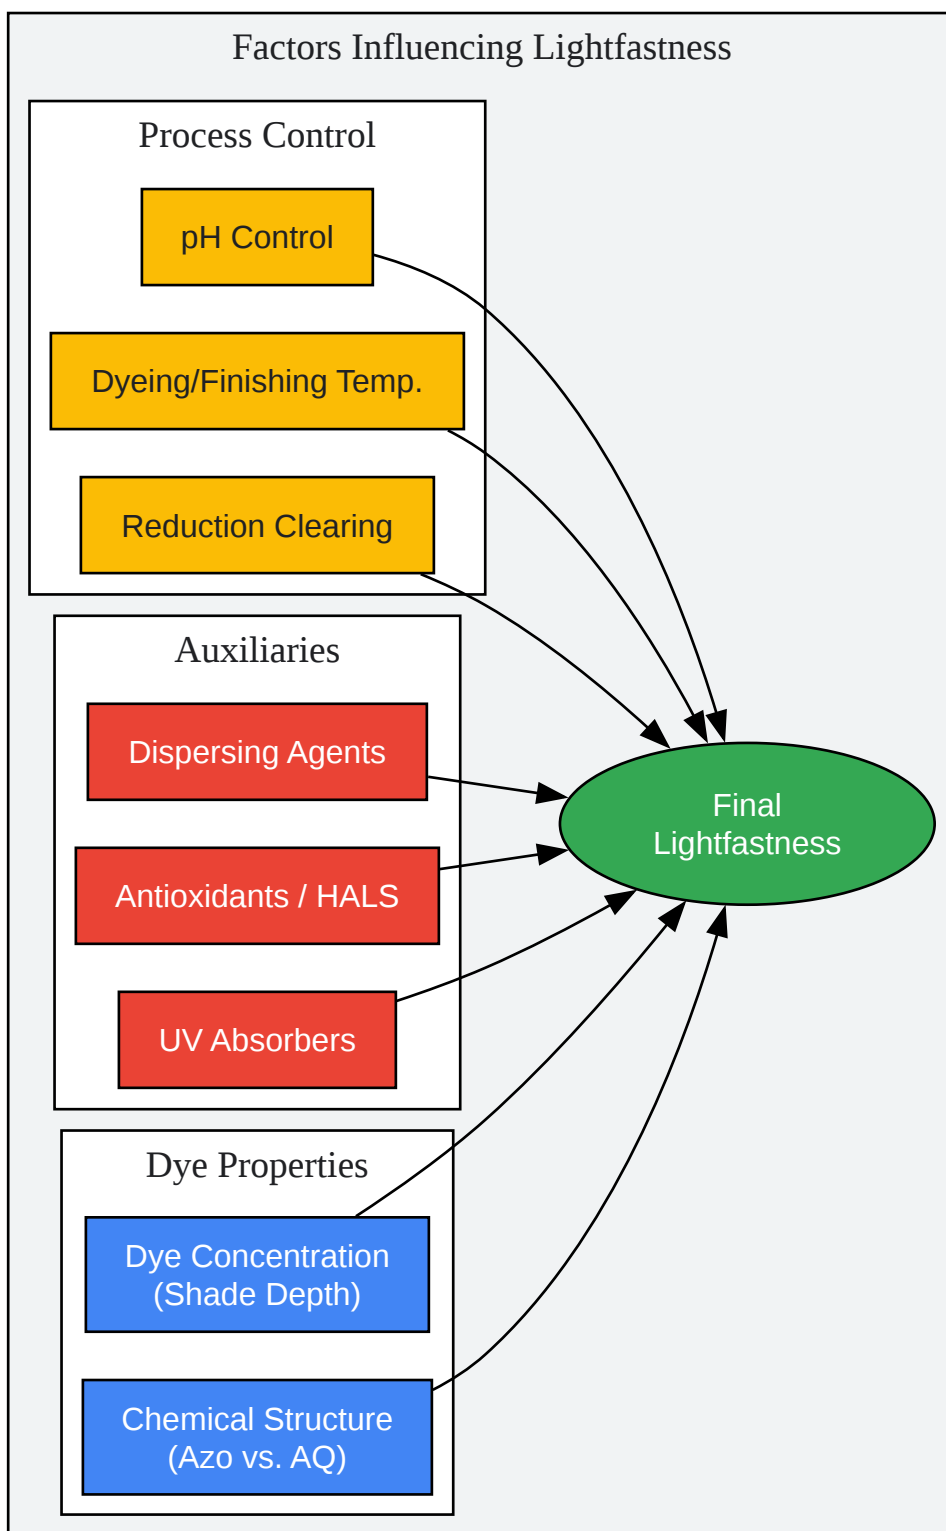 Factors Influencing Lightfastness
Process Control
pH Control
Dyeing/Finishing Temp.
Reduction Clearing
Auxiliaries
Dispersing Agents
Antioxidants / HALS
UV Absorbers
Final
Lightfastness
Dye Properties
Dye Concentration
(Shade Depth)
Chemical Structure
(Azo vs. AQ)